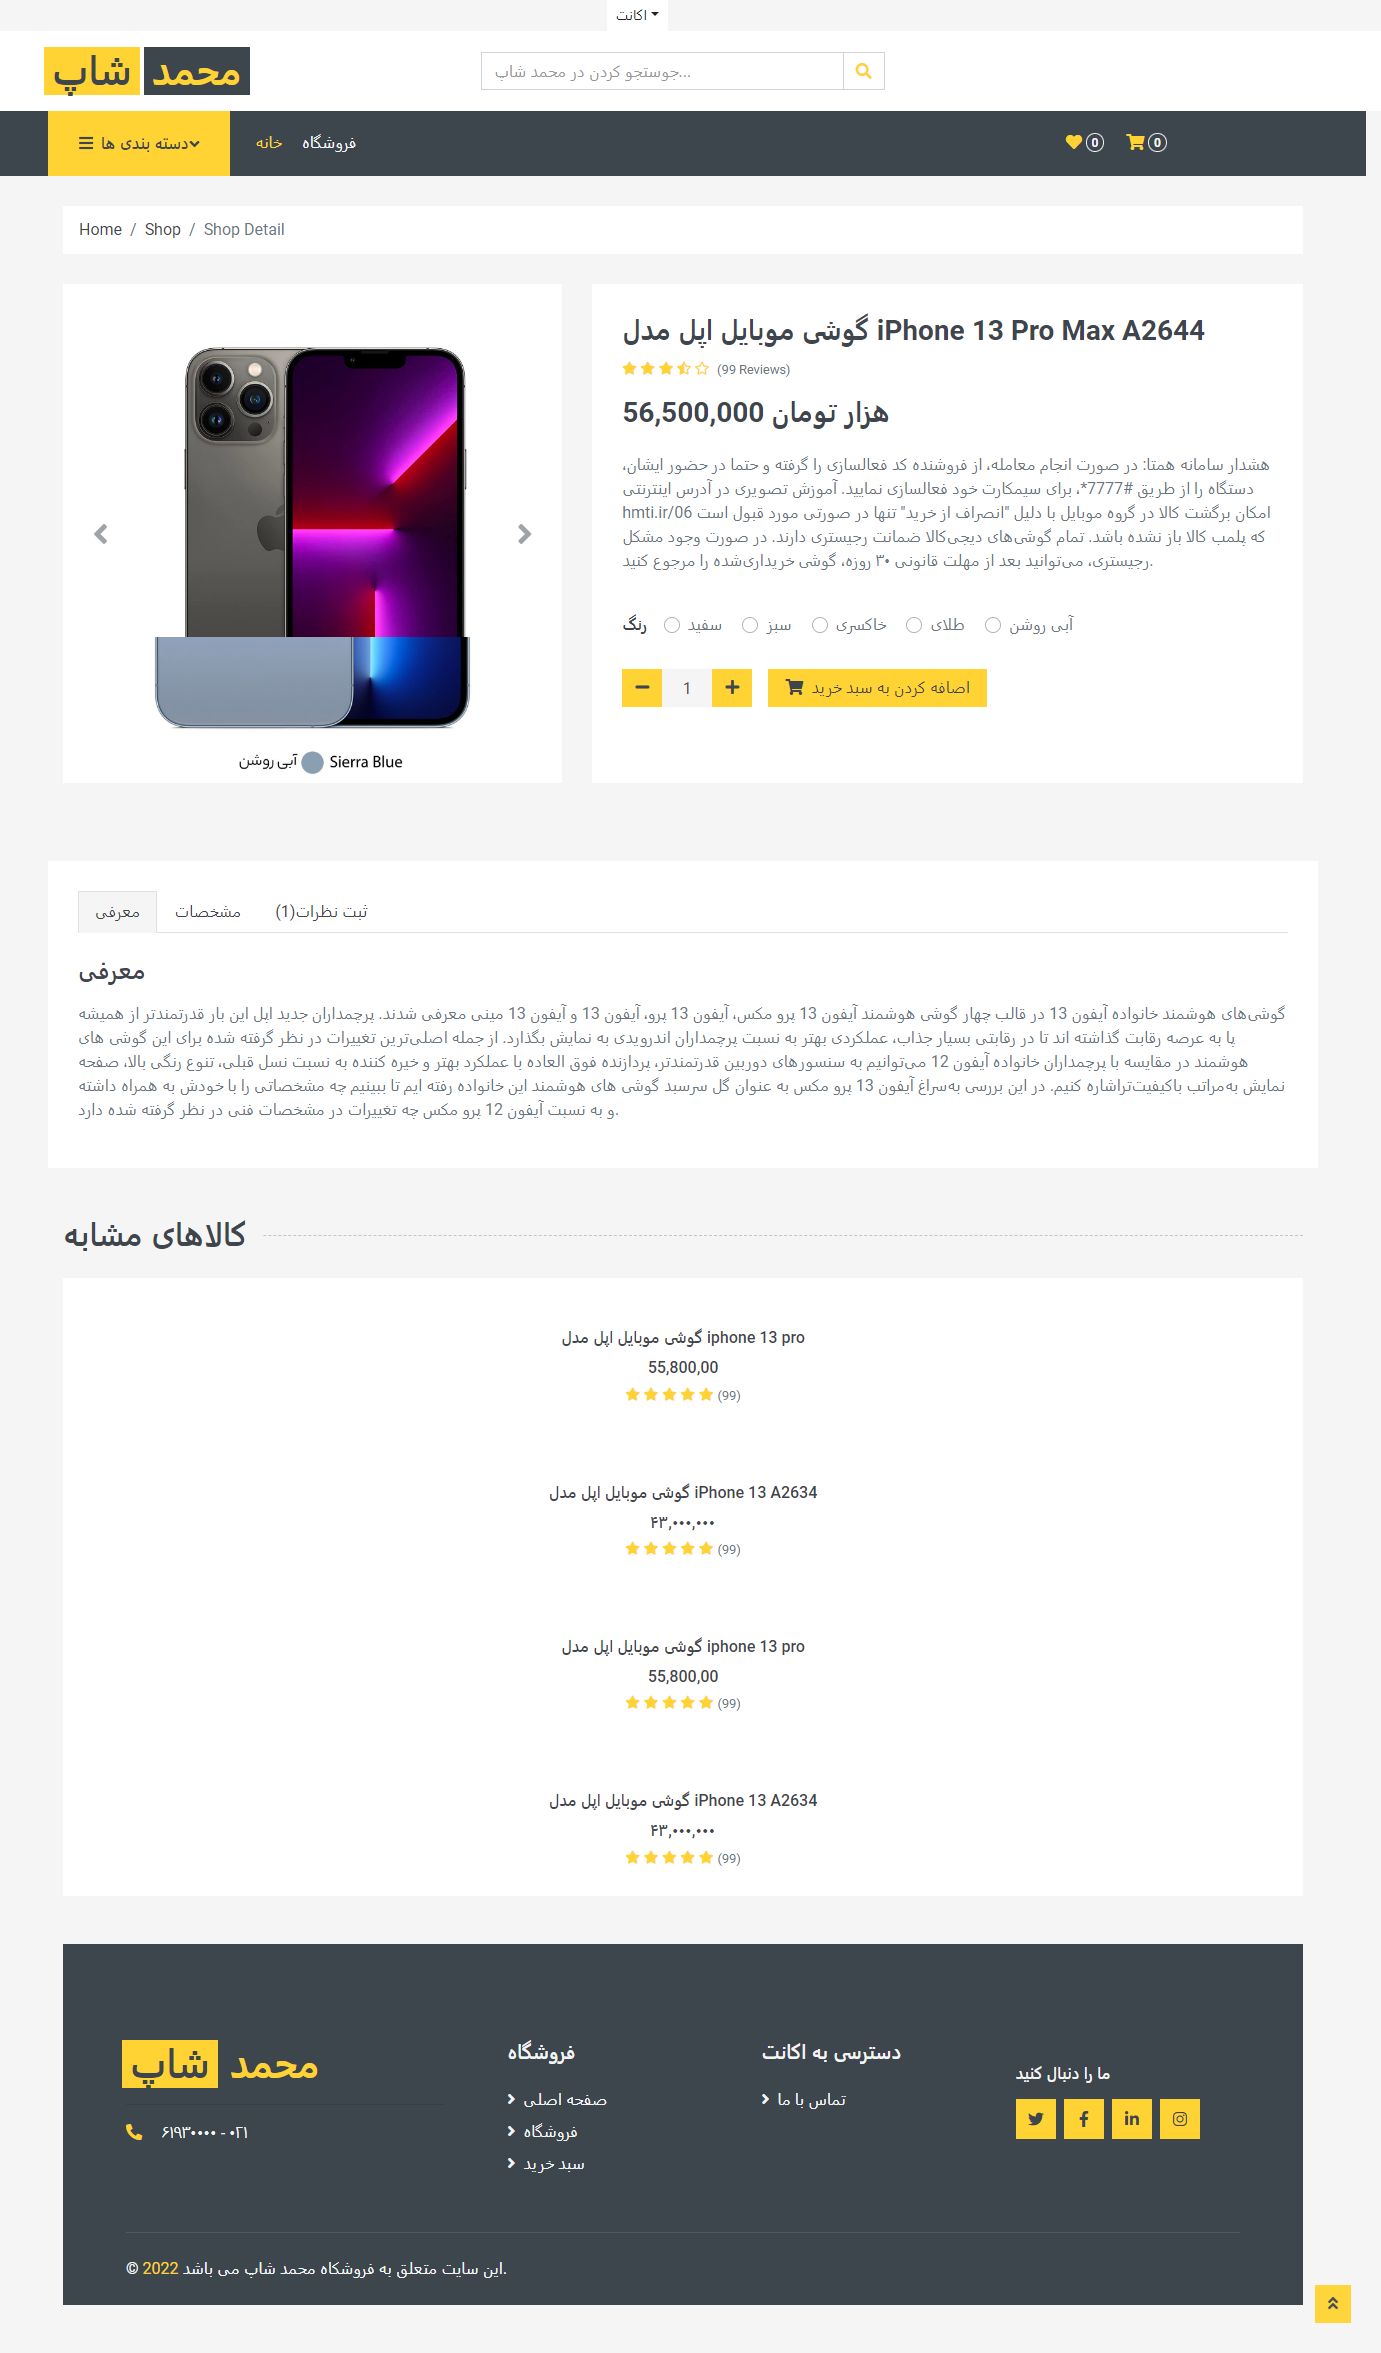 اکانت
محمد شاپ
جوستجو کردن در محمد شاپ...
دسته بندی ها
خانه
فروشگاه
0
0
Home / Shop / Shop Detail
گوشی موبایل اپل مدل iPhone 13 Pro Max A2644
(99 Reviews)
56,500,000 هزار تومان
هشدار سامانه همتا: در صورت انجام معامله، از فروشنده کد فعالسازی را گرفته و حتما در حضور ایشان،
دستگاه را از طریق #7777*، برای سیمکارت خود فعالسازی نمایید. آموزش تصویری در آدرس اینترنتی
hmti.ir/06 امکان برگشت کالا در گروه موبایل با دلیل "انصراف از خرید" تنها در صورتی مورد قبول است
که پلمب کالا باز نشده باشد. تمام گوشی‌های دیجی‌کالا ضمانت رجیستری دارند. در صورت وجود مشکل
رجیستری، می‌توانید بعد از مهلت قانونی ۳۰ روزه، گوشی خریداری‌شده را مرجوع کنید.
رنگ
سفید
سبز
خاکسری
طلای
آبی روشن
1
اصافه کردن به سبد خرید
آبی روشن Sierra Blue
معرفی
مشخصات
ثبت نظرات(1)
معرفی
گوشی‌های هوشمند خانواده آیفون 13 در قالب چهار گوشی هوشمند آیفون 13 پرو مکس، آیفون 13 پرو، آیفون 13 و آیفون 13 مینی معرفی شدند. پرچمداران جدید اپل این بار قدرتمندتر از همیشه
پا به عرصه رقابت گذاشته اند تا در رقابتی بسیار جذاب، عملکردی بهتر به نسبت پرچمداران اندرویدی به نمایش بگذارد. از جمله اصلی‌ترین تغییرات در نظر گرفته شده برای این گوشی های
هوشمند در مقایسه با پرچمداران خانواده آیفون 12 می‌توانیم به سنسورهای دوربین قدرتمندتر، پردازنده فوق العاده با عملکرد بهتر و خیره کننده به نسبت نسل قبلی، تنوع رنگی بالا، صفحه
نمایش به‌مراتب باکیفیت‌تراشاره کنیم. در این بررسی به‌سراغ آیفون 13 پرو مکس به عنوان گل سرسبد گوشی های هوشمند این خانواده رفته ایم تا ببینیم چه مشخصاتی را با خودش به همراه داشته
و به نسبت آیفون 12 پرو مکس چه تغییرات در مشخصات فنی در نظر گرفته شده دارد.
کالاهای مشابه
گوشی موبایل اپل مدل iphone 13 pro
55,800,00
(99)
گوشی موبایل اپل مدل iPhone 13 A2634
۴۳,۰۰۰,۰۰۰
(99)
گوشی موبایل اپل مدل iphone 13 pro
55,800,00
(99)
گوشی موبایل اپل مدل iPhone 13 A2634
۴۳,۰۰۰,۰۰۰
(99)
محمد شاپ
۶۱۹۳۰۰۰۰ - ۰۲۱
فروشگاه
صفحه اصلی
فروشگاه
سبد خرید
دسترسی به اکانت
تماس با ما
ما را دنبال کنید
© 2022 این سایت متعلق به فروشکاه محمد شاپ می باشد.